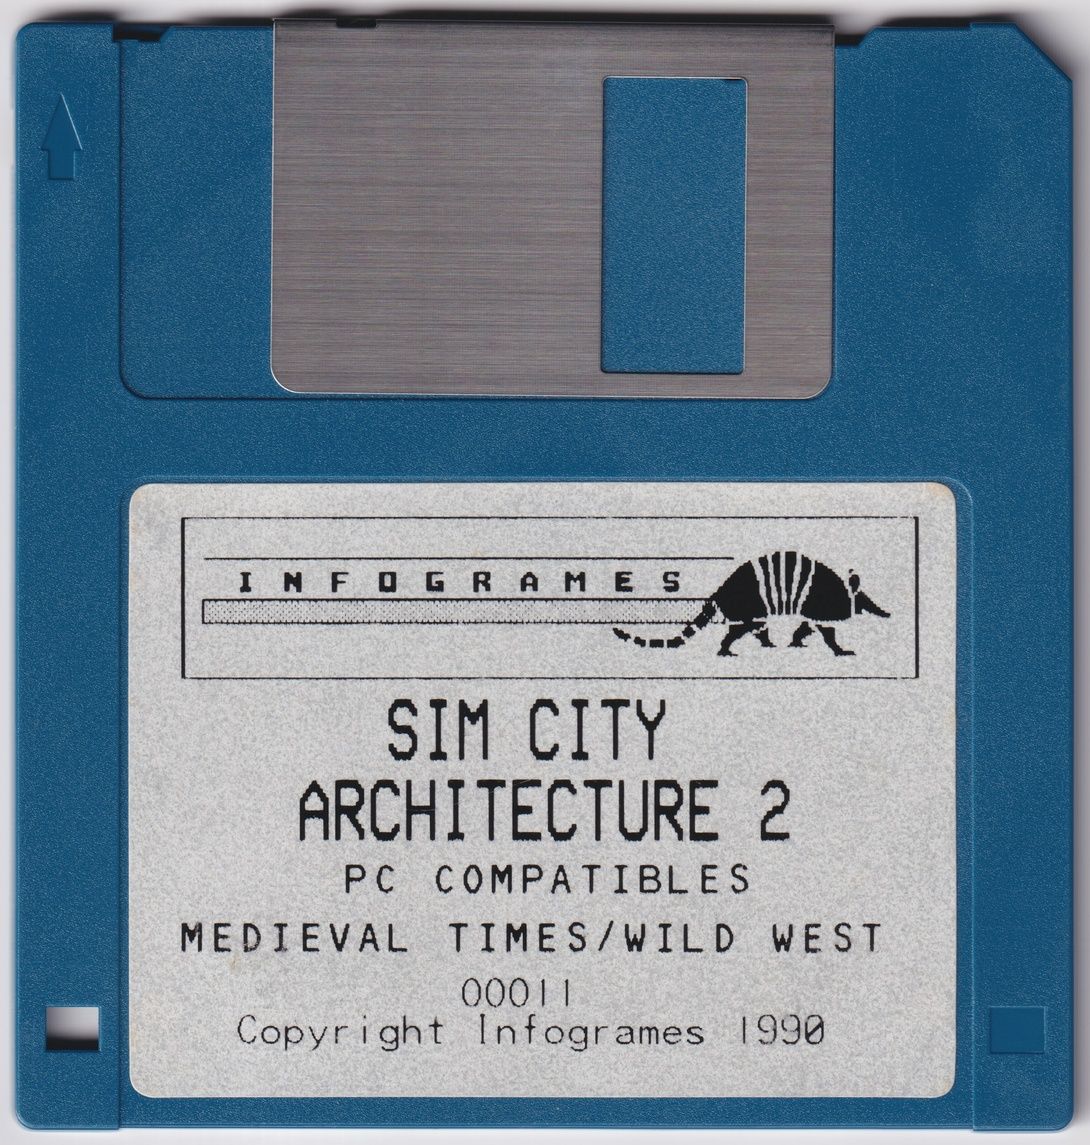 INFOGRAMES
SIM CITY
ARCHITECTURE 2
PC COMPATIBLES
MEDIEVAL TIMES/WILD WEST
00011
Copyright Infogrames 1990